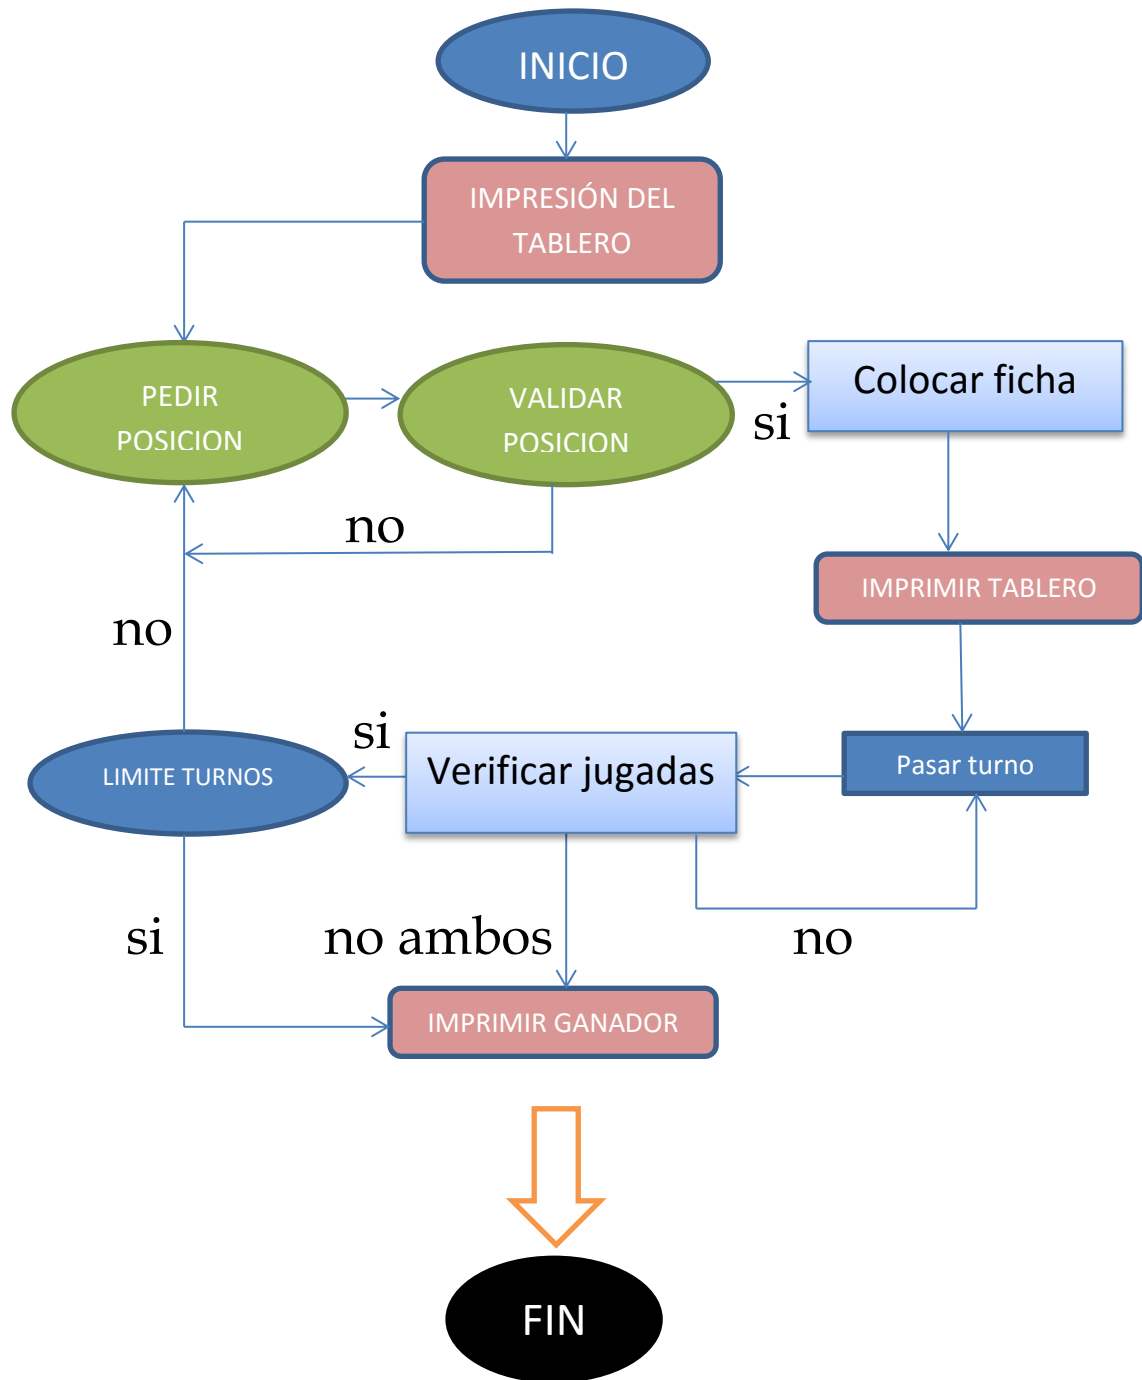 INICIO
IMPRESIÓN DEL
TABLERO
PEDIR
POSICION
VALIDAR
POSICION
si
Colocar ficha
no
IMPRIMIR TABLERO
no
LIMITE TURNOS
si
Verificar jugadas
Pasar turno
si
no ambos
no
IMPRIMIR GANADOR
FIN